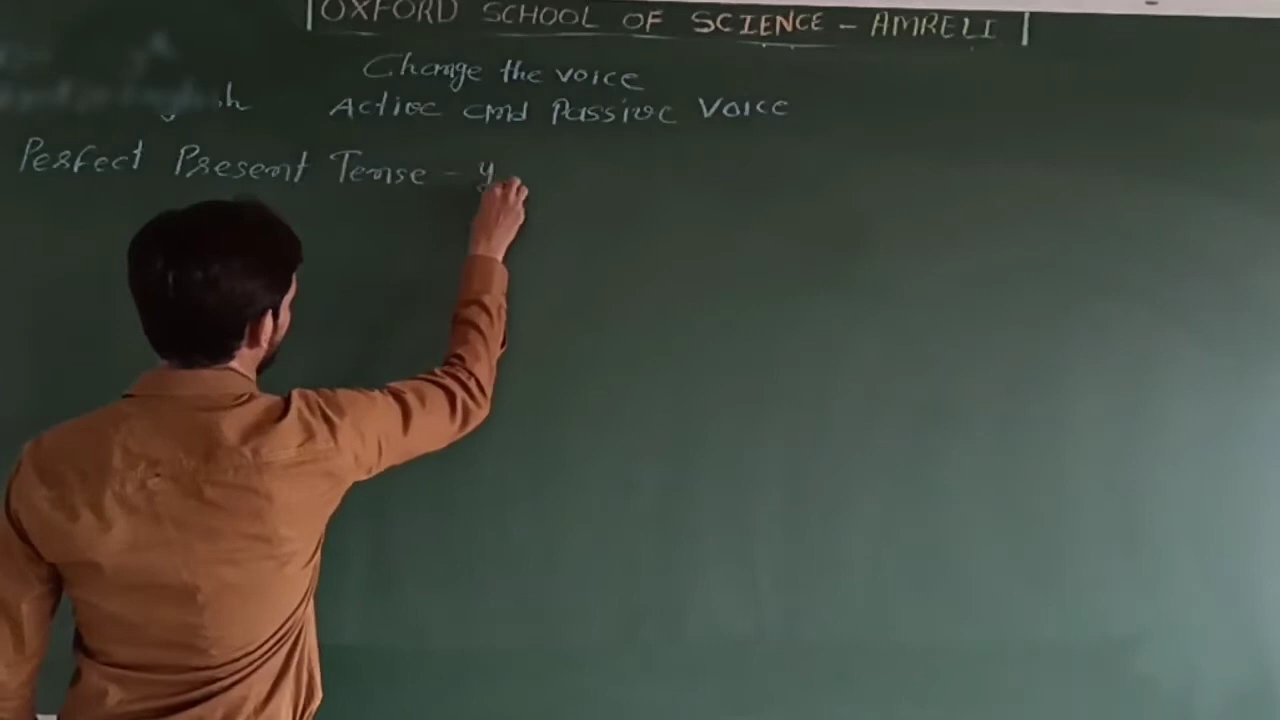 OXFORD SCHOOL OF SCIENCE - AMRELI
Change the voice
Active and Passive Voice
Perfect Present Tense - y